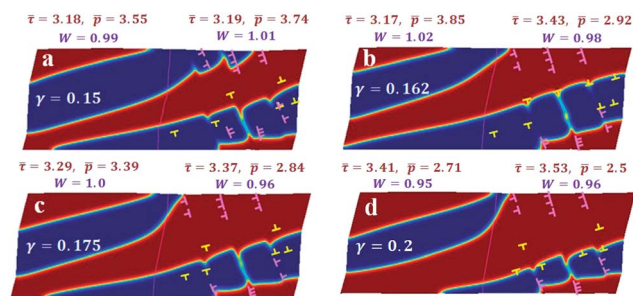 τ̄ = 3.18, p̄ = 3.55 τ̄ = 3.19, p̄ = 3.74
W = 0.99 W = 1.01
a
γ = 0.15
τ̄ = 3.17, p̄ = 3.85 τ̄ = 3.43, p̄ = 2.92
W = 1.02 W = 0.98
b
γ = 0.162
τ̄ = 3.29, p̄ = 3.39 τ̄ = 3.37, p̄ = 2.84
W = 1.0 W = 0.96
c
γ = 0.175
τ̄ = 3.41, p̄ = 2.71 τ̄ = 3.53, p̄ = 2.5
W = 0.95 W = 0.96
d
γ = 0.2